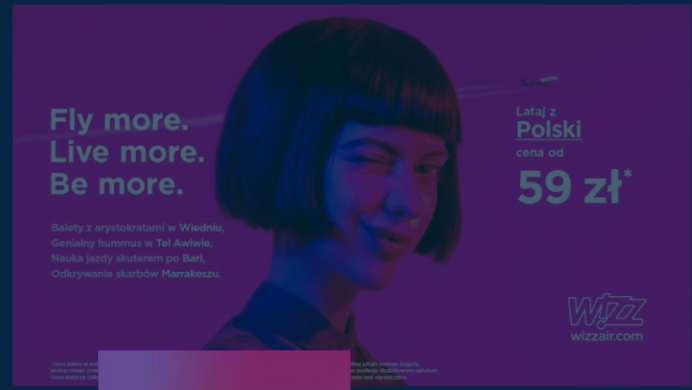 Fly more.
Live more.
Be more.
Balety z arystokratami w Wiedniu,
Genialny hummus w Tel Awiwie,
Nauka jazdy skuterem po Bari,
Odkrywanie skarbów Marrakeszu.
Lataj z
Polski
cena od
59 zł*
WIZZ
wizzair.com